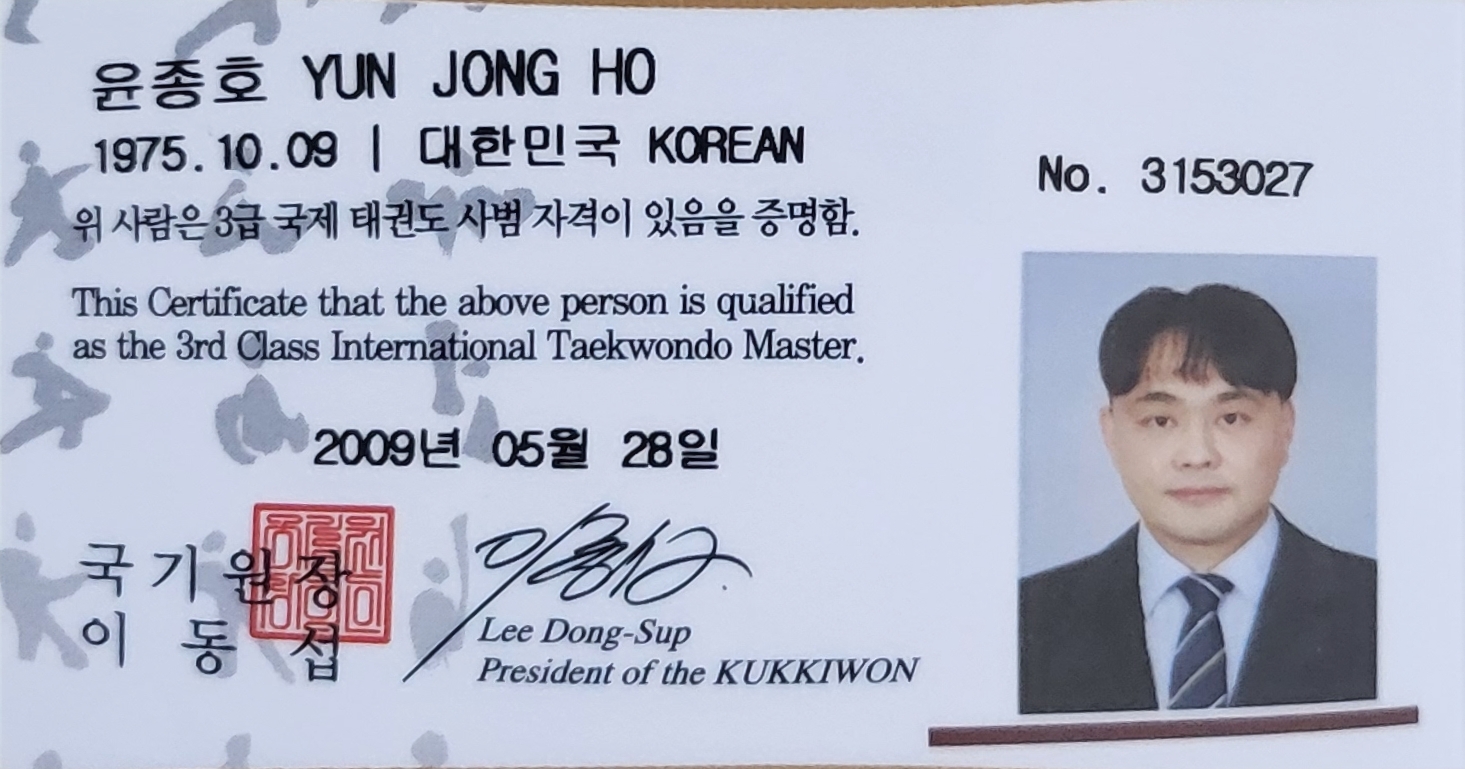 윤종호 YUN JONG HO
1975.10.09 | 대한민국 KOREAN
No. 3153027
위 사람은 3급 국제 태권도 사범 자격이 있음을 증명함.
This Certificate that the above person is qualified
as the 3rd Class International Taekwondo Master.
2009년 05월 28일
국기원장
이동섭
Lee Dong-Sup
President of the KUKKIWON